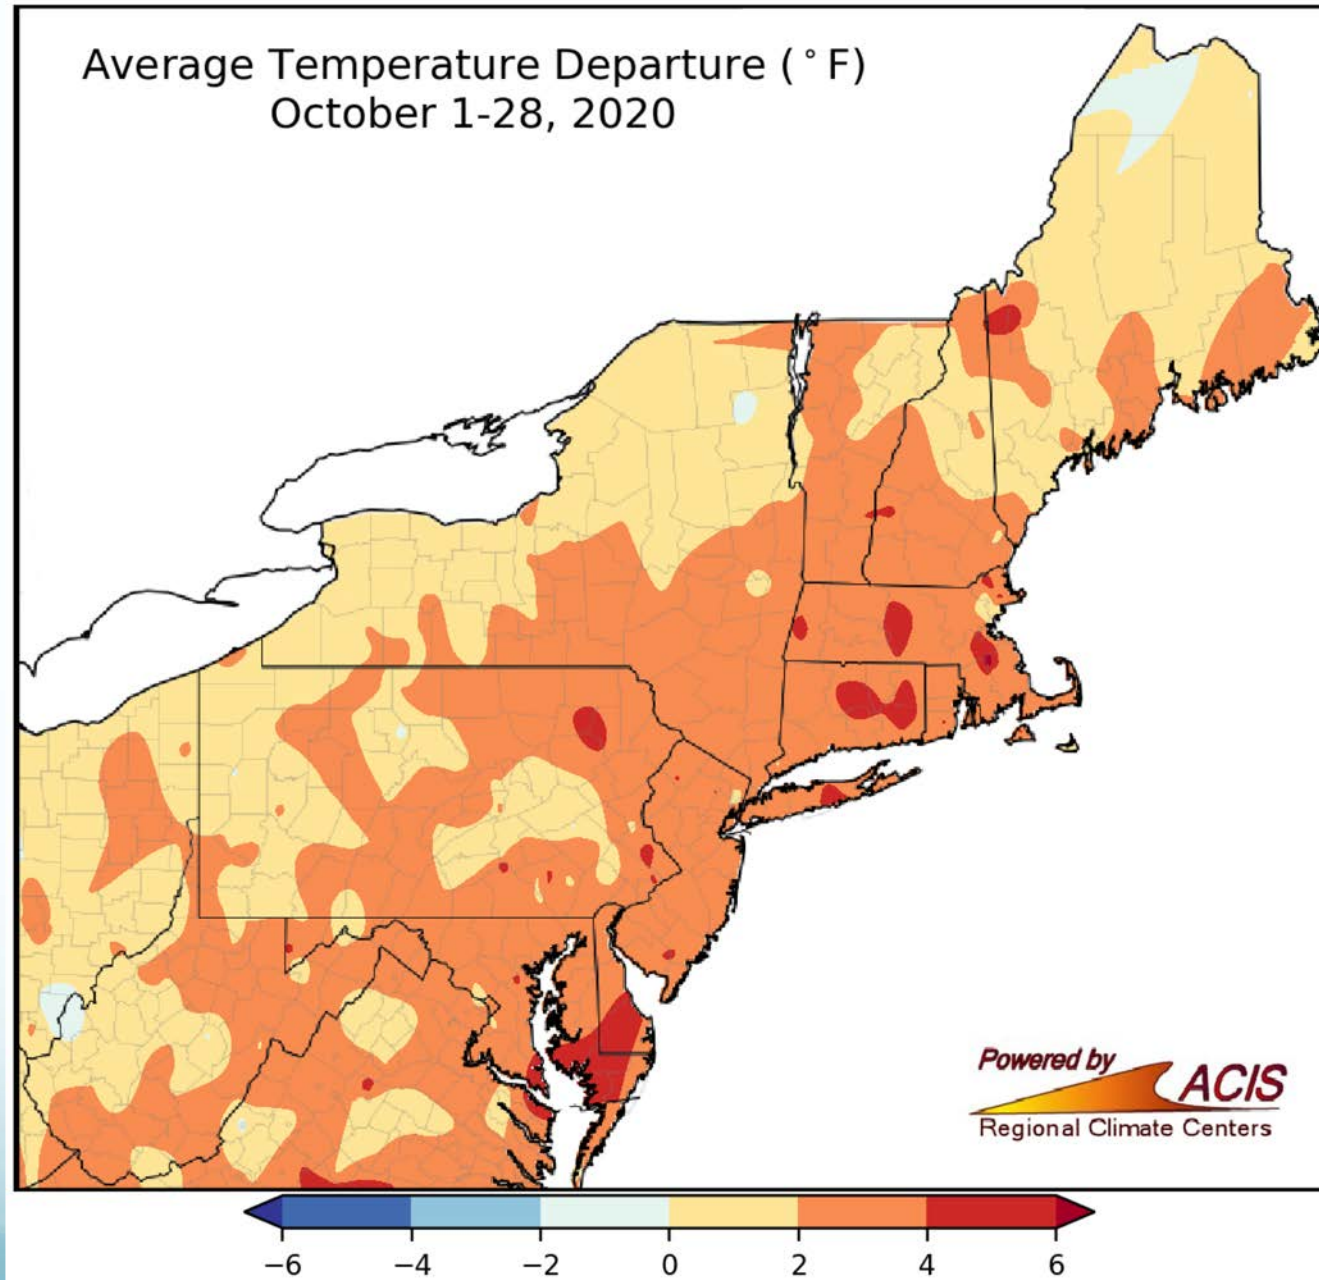 Average Temperature Departure (°F)
October 1-28, 2020
Powered by
ACIS
Regional Climate Centers
−6 −4 −2 0 2 4 6